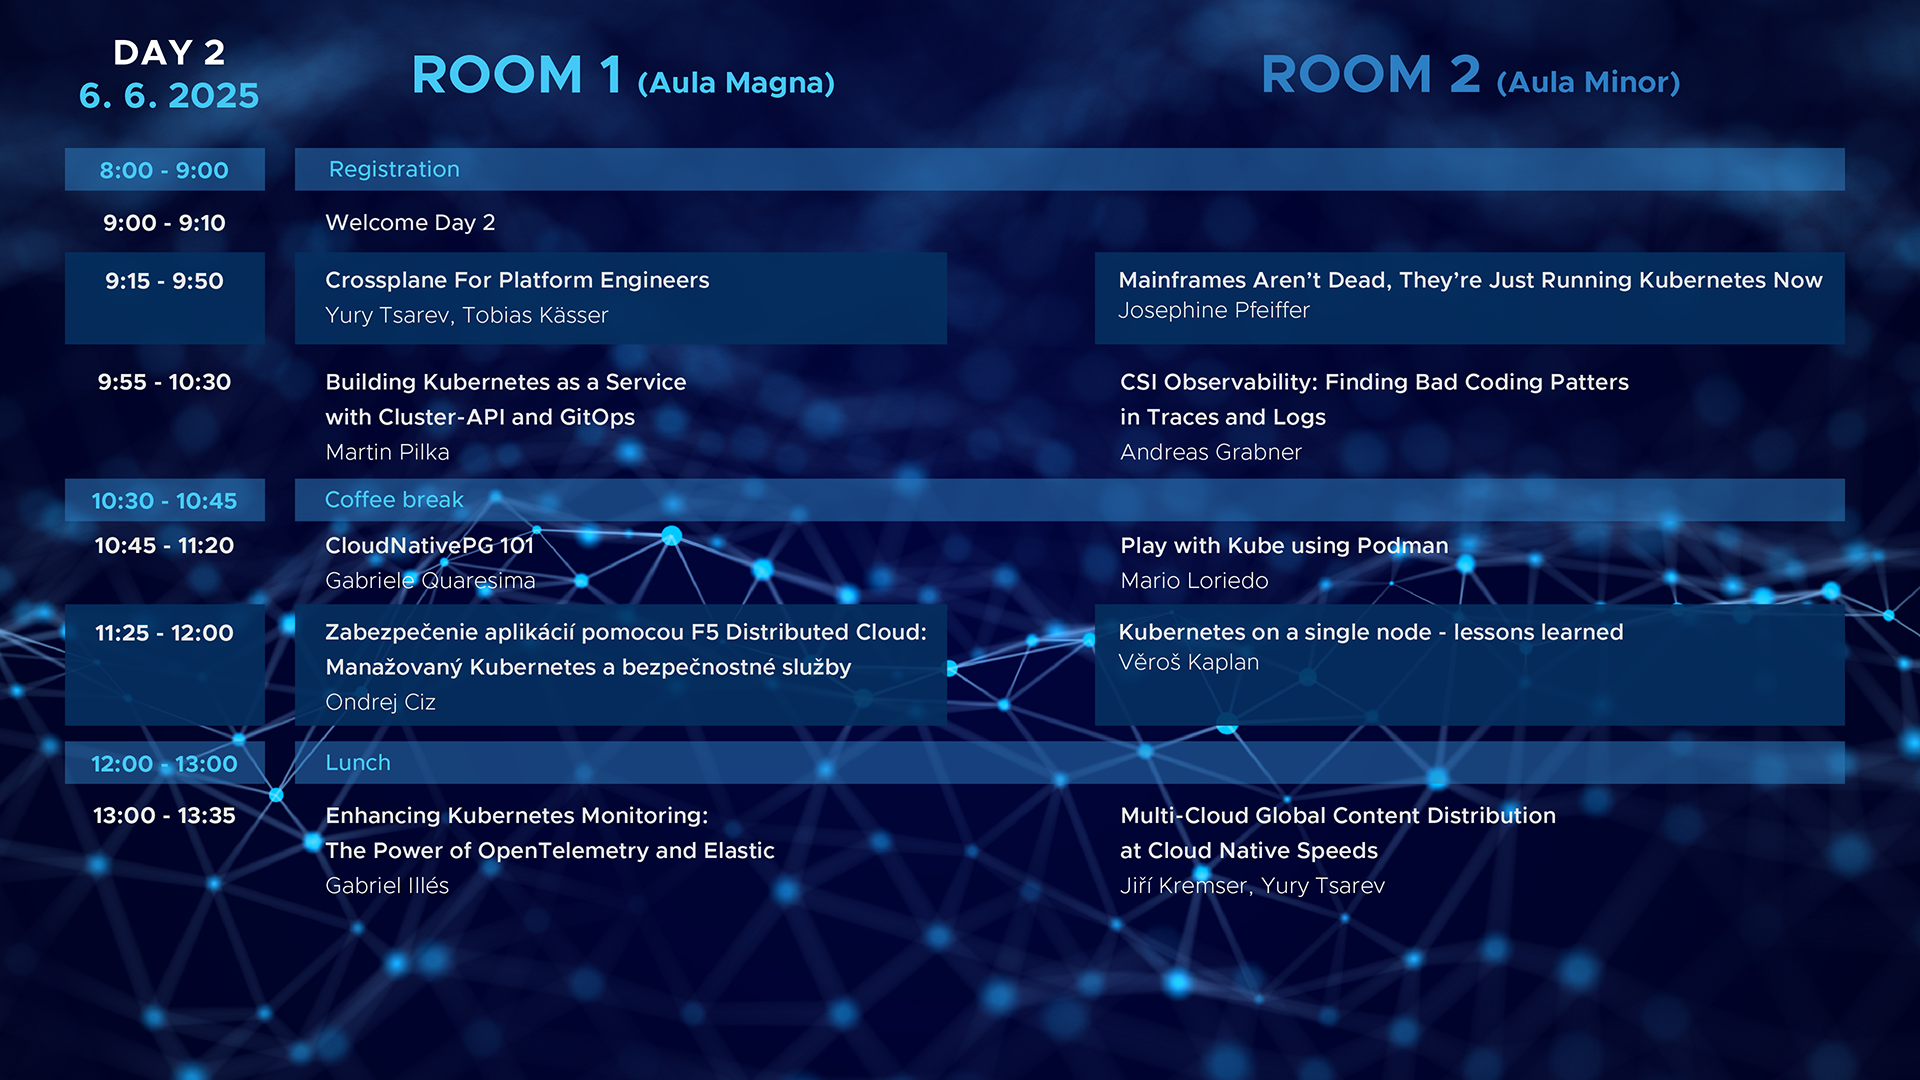 DAY 2
6. 6. 2025
ROOM 1 (Aula Magna)
ROOM 2 (Aula Minor)
8:00 - 9:00
Registration
9:00 - 9:10
Welcome Day 2
9:15 - 9:50
Crossplane For Platform Engineers
Yury Tsarev, Tobias Kässer
Mainframes Aren’t Dead, They’re Just Running Kubernetes Now
Josephine Pfeiffer
9:55 - 10:30
Building Kubernetes as a Service
with Cluster-API and GitOps
Martin Pilka
CSI Observability: Finding Bad Coding Patters
in Traces and Logs
Andreas Grabner
10:30 - 10:45
Coffee break
10:45 - 11:20
CloudNativePG 101
Gabriele Quaresima
Play with Kube using Podman
Mario Loriedo
11:25 - 12:00
Zabezpečenie aplikácií pomocou F5 Distributed Cloud:
Manažovaný Kubernetes a bezpečnostné služby
Ondrej Ciz
Kubernetes on a single node - lessons learned
Věroš Kaplan
12:00 - 13:00
Lunch
13:00 - 13:35
Enhancing Kubernetes Monitoring:
The Power of OpenTelemetry and Elastic
Gabriel Illés
Multi-Cloud Global Content Distribution
at Cloud Native Speeds
Jiří Kremser, Yury Tsarev